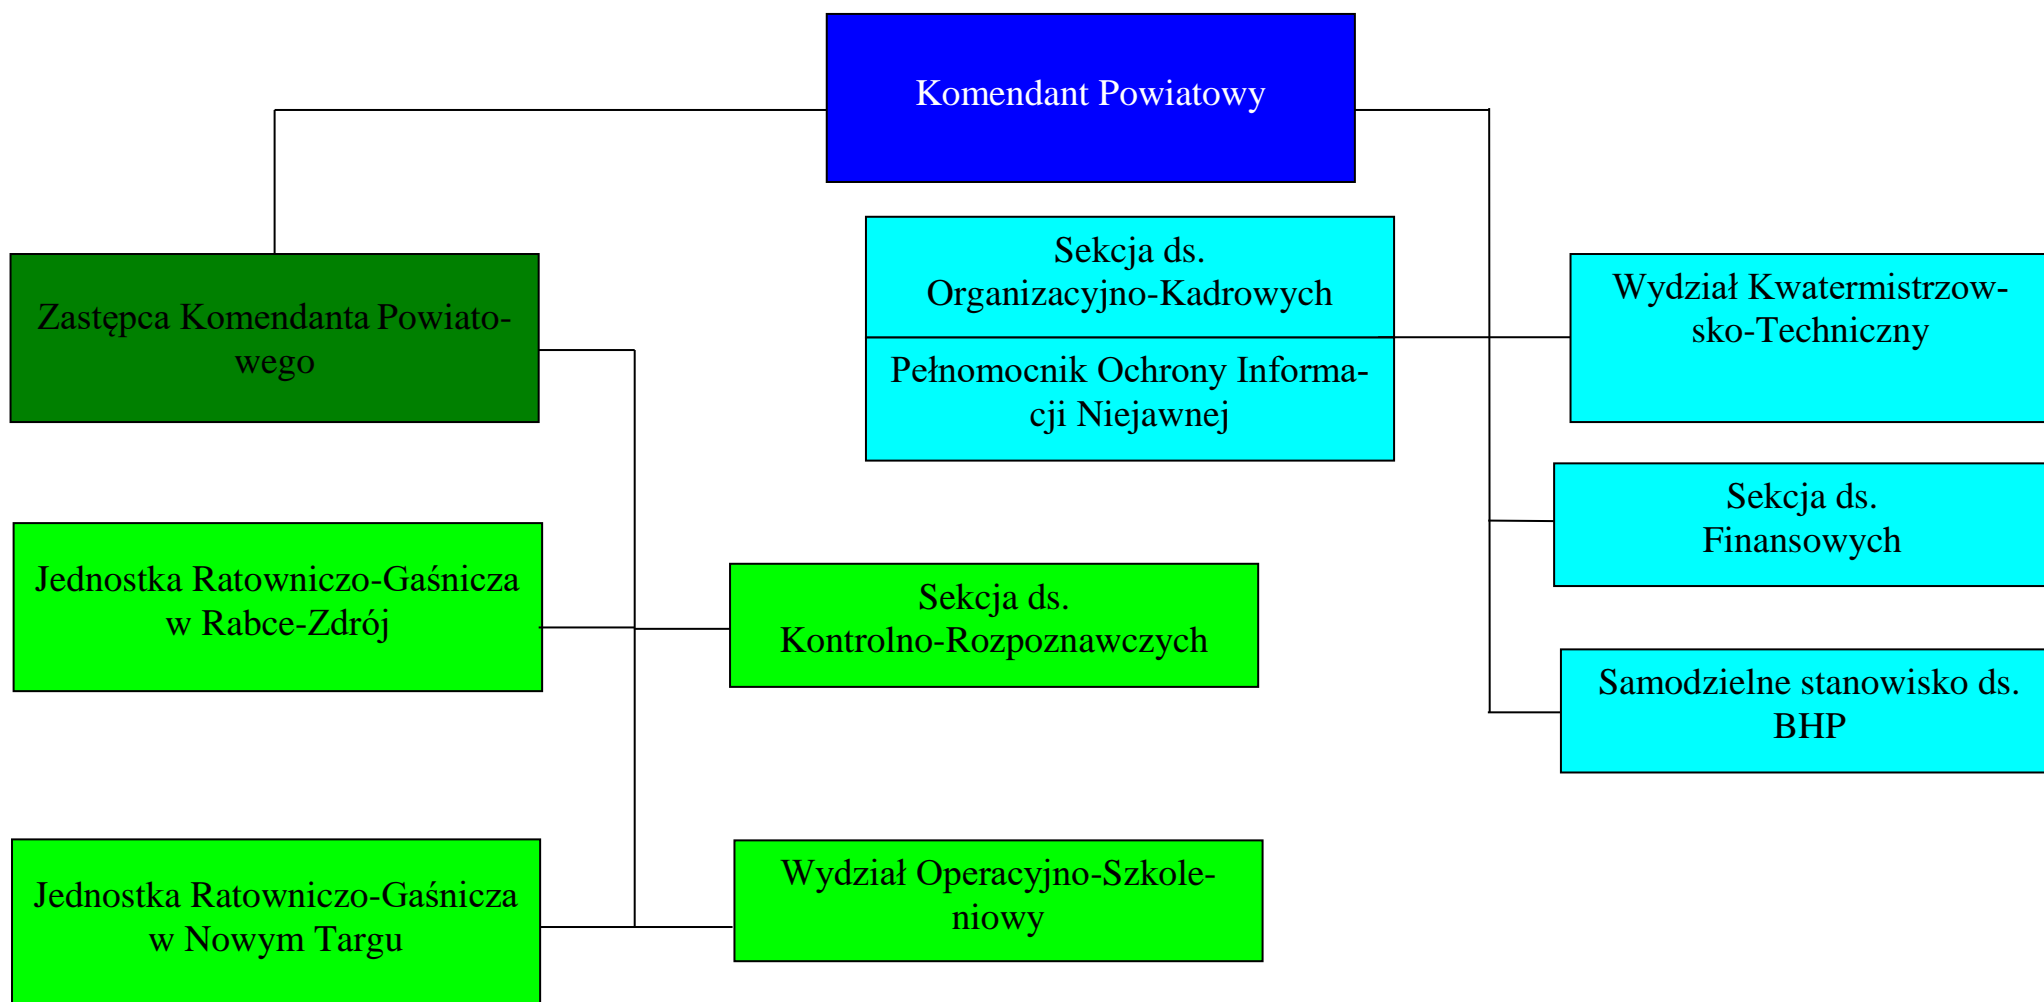 Komendant Powiatowy
Sekcja ds.
Organizacyjno-Kadrowych
Pełnomocnik Ochrony Informa-
cji Niejawnej
Wydział Kwatermistrzow-
sko-Techniczny
Zastępca Komendanta Powiato-
wego
Sekcja ds.
Finansowych
Jednostka Ratowniczo-Gaśnicza
w Rabce-Zdrój
Sekcja ds.
Kontrolno-Rozpoznawczych
Samodzielne stanowisko ds.
BHP
Jednostka Ratowniczo-Gaśnicza
w Nowym Targu
Wydział Operacyjno-Szkole-
niowy